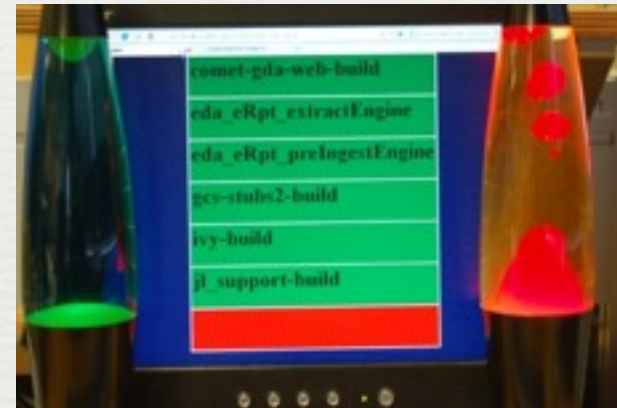 comet-gda-web-build
eda_eRpt_extractEngine
eda_eRpt_preIngestEngine
gcs-stubs2-build
ivy-build
jl_support-build